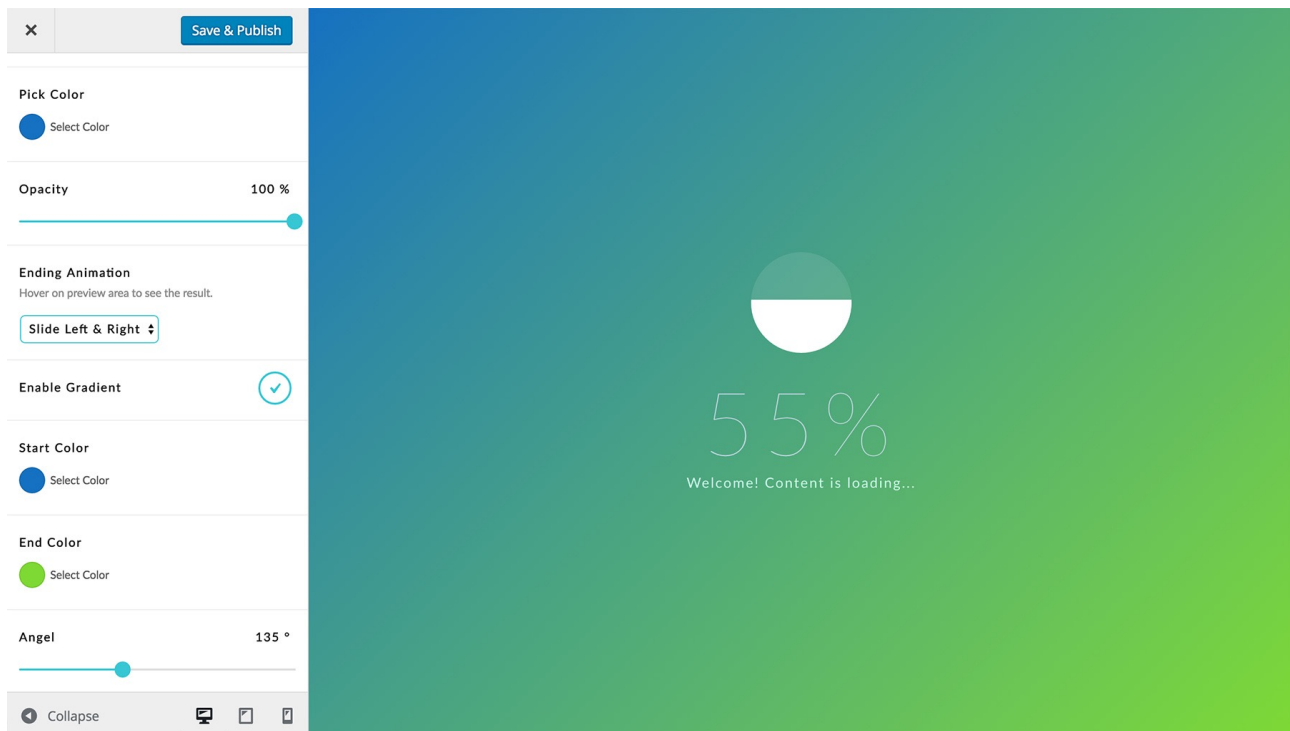 Save & Publish
Pick Color
Select Color
Opacity 100 %
Ending Animation
Hover on preview area to see the result.
Slide Left & Right
Enable Gradient
Start Color
Select Color
End Color
Select Color
Angel 135 °
Collapse
55%
Welcome! Content is loading...